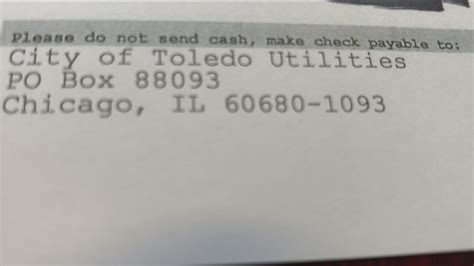 Please do not send cash, make check payable to:
City of Toledo Utilities
PO Box 88093
Chicago, IL 60680-1093